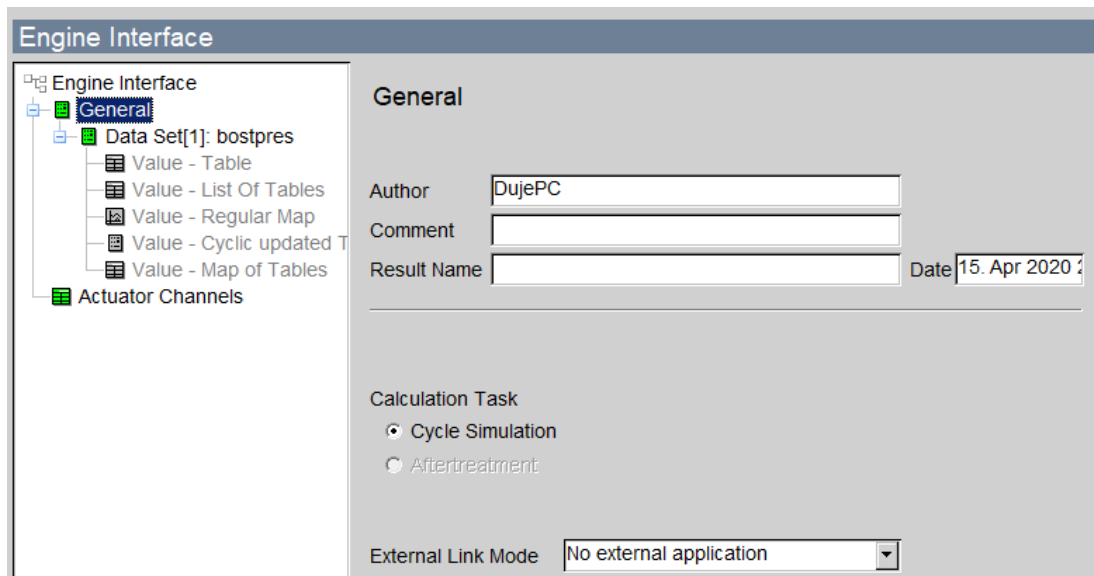 Engine Interface
Engine Interface
General
Data Set[1]: bostpres
Value - Table
Value - List Of Tables
Value - Regular Map
Value - Cyclic updated T
Value - Map of Tables
Actuator Channels
General
Author DujePC
Comment
Result Name Date 15. Apr 2020
Calculation Task
Cycle Simulation
Aftertreatment
External Link Mode No external application